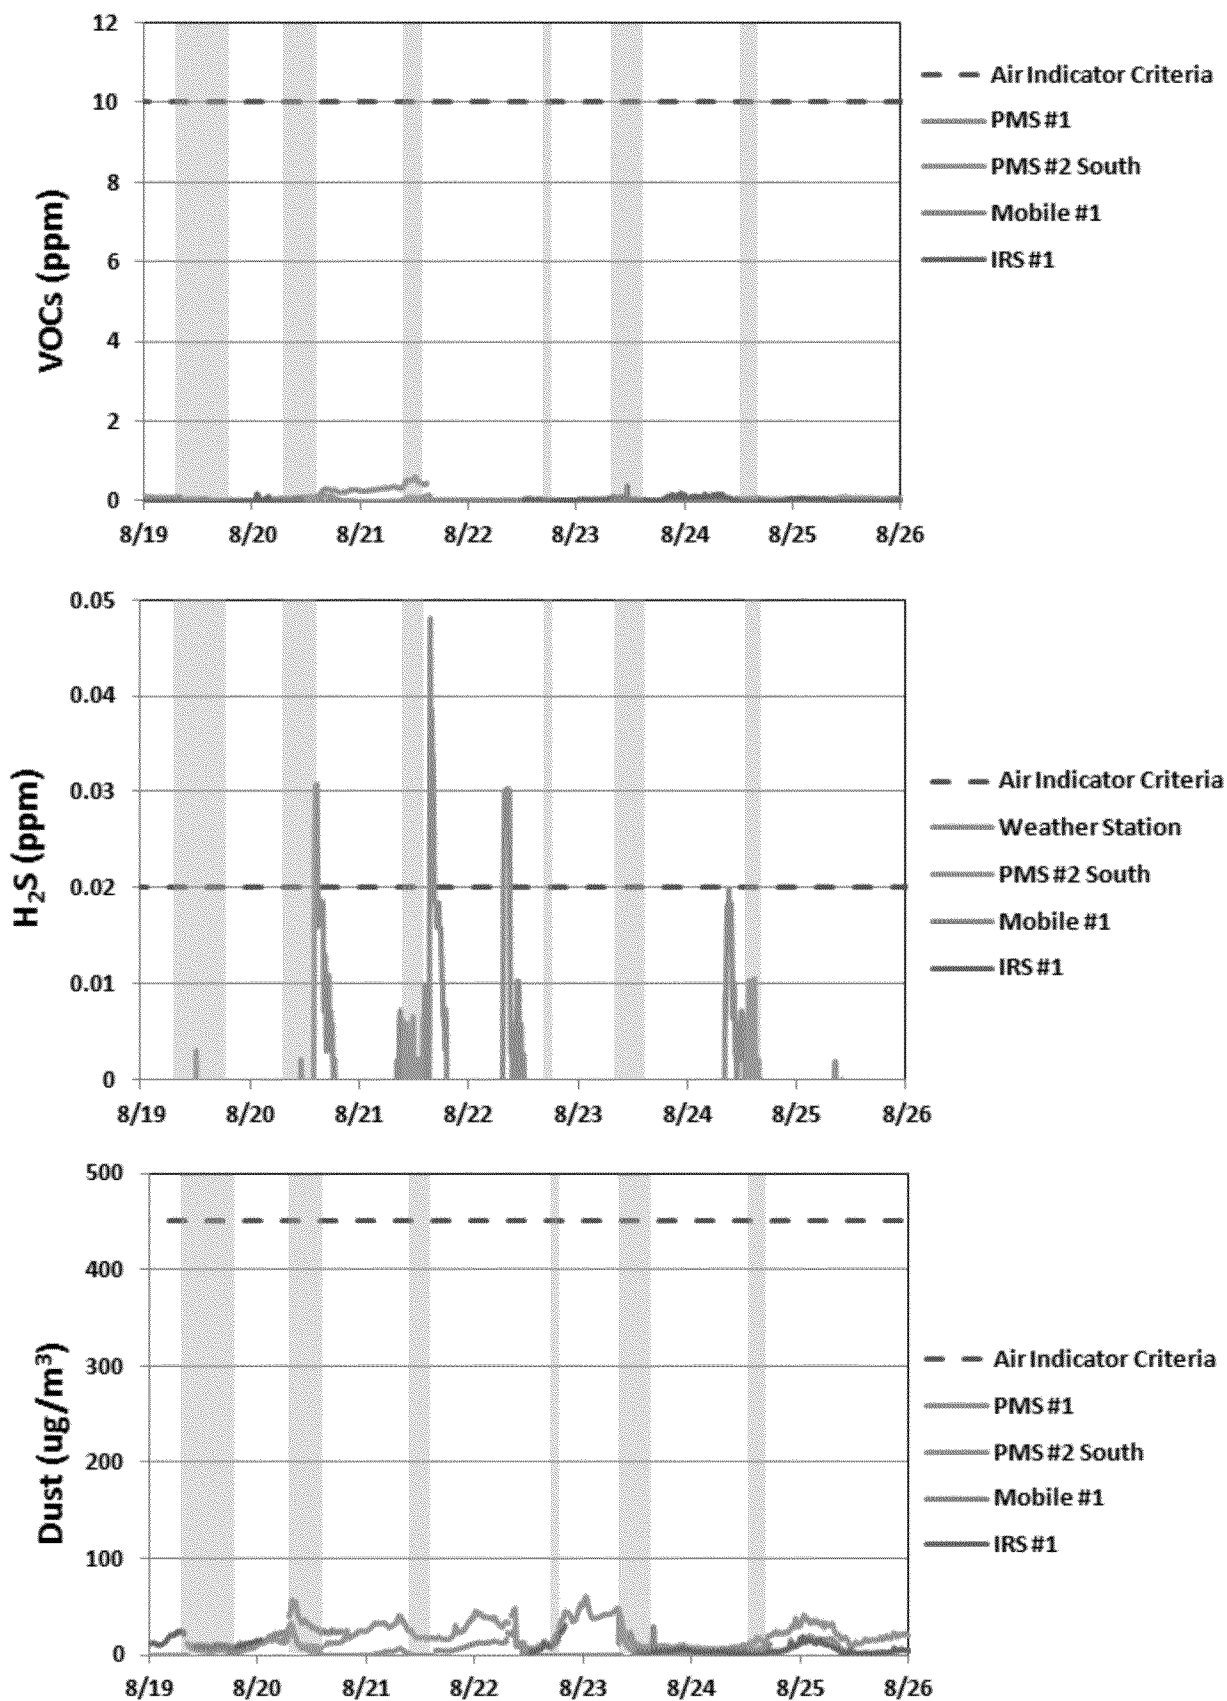 12
10
8
6
4
2
0
VOCs (ppm)
8/19 8/20 8/21 8/22 8/23 8/24 8/25 8/26
Air Indicator Criteria
PMS #1
PMS #2 South
Mobile #1
IRS #1
0.05
0.04
0.03
0.02
0.01
0
H₂S (ppm)
8/19 8/20 8/21 8/22 8/23 8/24 8/25 8/26
Air Indicator Criteria
Weather Station
PMS #2 South
Mobile #1
IRS #1
500
400
300
200
100
0
Dust (ug/m³)
8/19 8/20 8/21 8/22 8/23 8/24 8/25 8/26
Air Indicator Criteria
PMS #1
PMS #2 South
Mobile #1
IRS #1